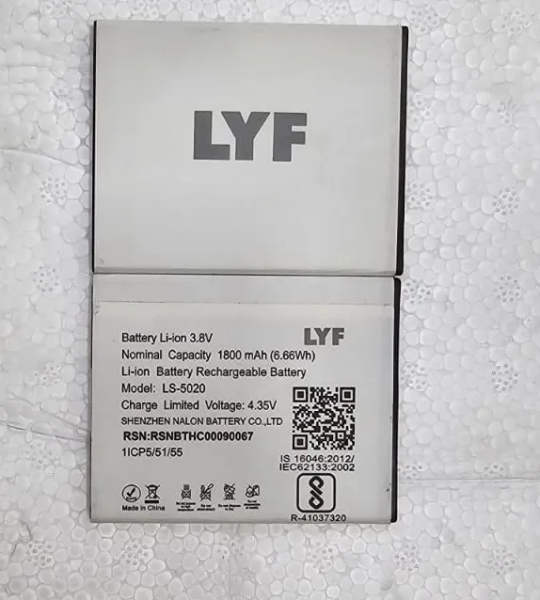 LYF
Battery Li-ion 3.8V
LYF
Nominal Capacity 1800 mAh (6.66Wh)
Li-ion Battery Rechargeable Battery
Model: LS-5020
Charge Limited Voltage: 4.35V
SHENZHEN NALON BATTERY CO.,LTD
RSN:RSNBTHC00090067
1ICP5/51/55
IS 16046:2012/
IEC62133:2002
Made in China
R-41037320